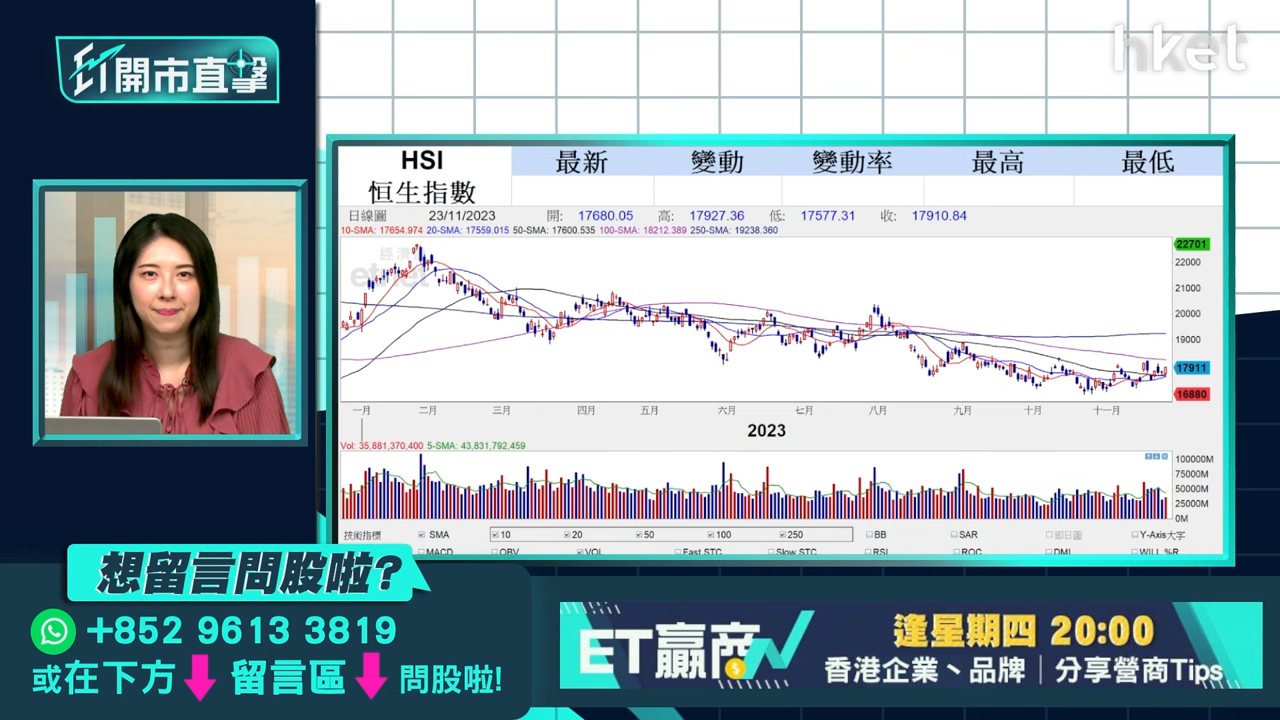 ET開市直擊
hket
HSI 最新 變動 變動率 最高 最低
恒生指數
日線圖 23/11/2023 開: 17680.05 高: 17927.36 低: 17577.31 收: 17910.84
10-SMA: 17654.974 20-SMA: 17559.015 50-SMA: 17600.535 100-SMA: 18212.389 250-SMA: 19238.360
經濟
etnet
22701
22000
21000
20000
19000
17911
16880
一月 二月 三月 四月 五月 六月 七月 八月 九月 十月 十一月
2023
Vol: 35,881,370,400 5-SMA: 43,831,792,459
100000M
75000M
50000M
25000M
0M
技術指標 SMA 10 20 50 100 250 BB SAR 即日圖 Y-Axis大字
MACD OBV VOL Fast STC Slow STC RSI ROC DMI WILL %R
想留言問股啦?
+852 9613 3819
或在下方 留言區 問股啦!
ET贏商
逢星期四 20:00
香港企業、品牌｜分享營商Tips